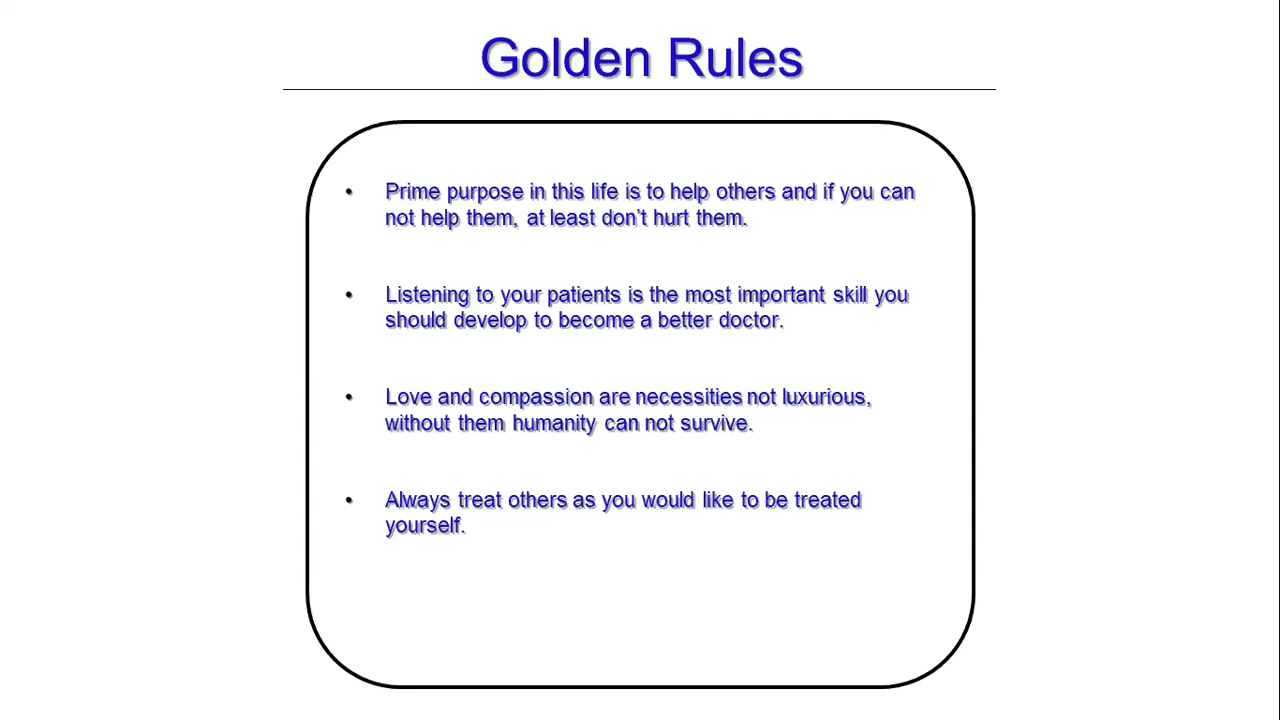 Golden Rules
• Prime purpose in this life is to help others and if you can
not help them, at least don’t hurt them.
• Listening to your patients is the most important skill you
should develop to become a better doctor.
• Love and compassion are necessities not luxurious,
without them humanity can not survive.
• Always treat others as you would like to be treated
yourself.